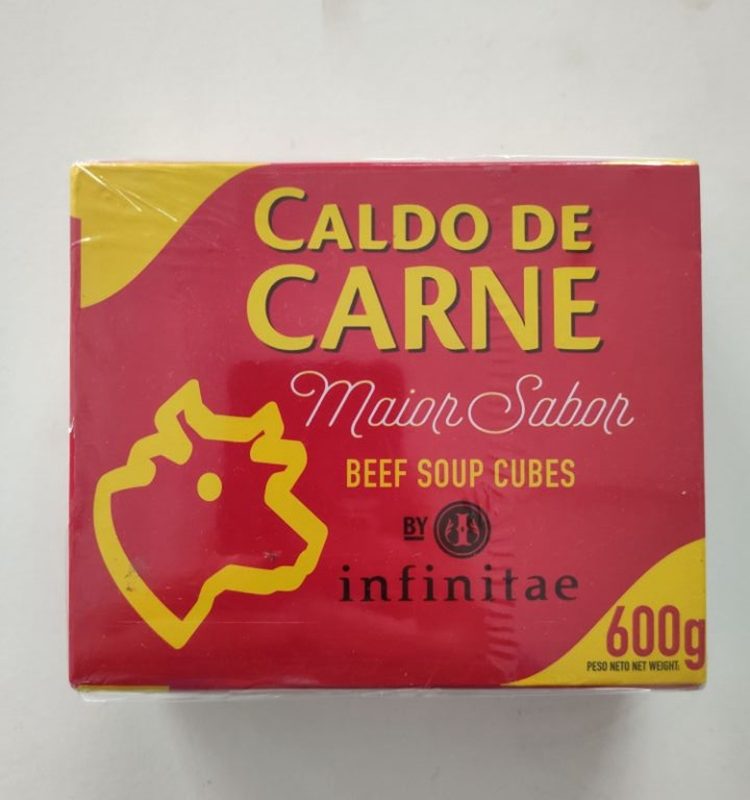 CALDO DE
CARNE
Maior Sabor
BEEF SOUP CUBES
BY
infinitae
600g
PESO NETO NET WEIGHT: